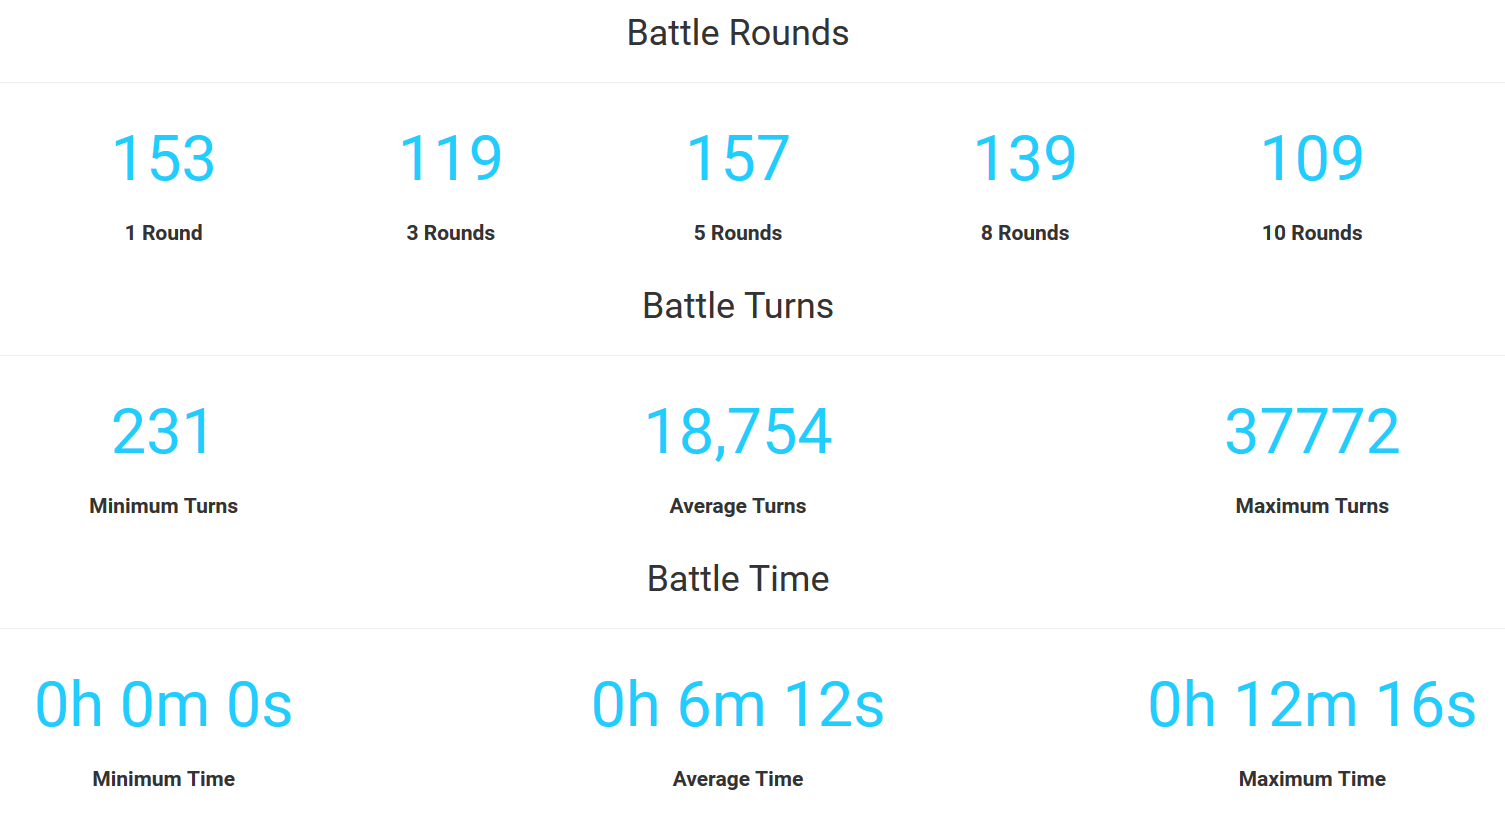 Battle Rounds
153 119 157 139 109
1 Round 3 Rounds 5 Rounds 8 Rounds 10 Rounds
Battle Turns
231 18,754 37772
Minimum Turns Average Turns Maximum Turns
Battle Time
0h 0m 0s 0h 6m 12s 0h 12m 16s
Minimum Time Average Time Maximum Time